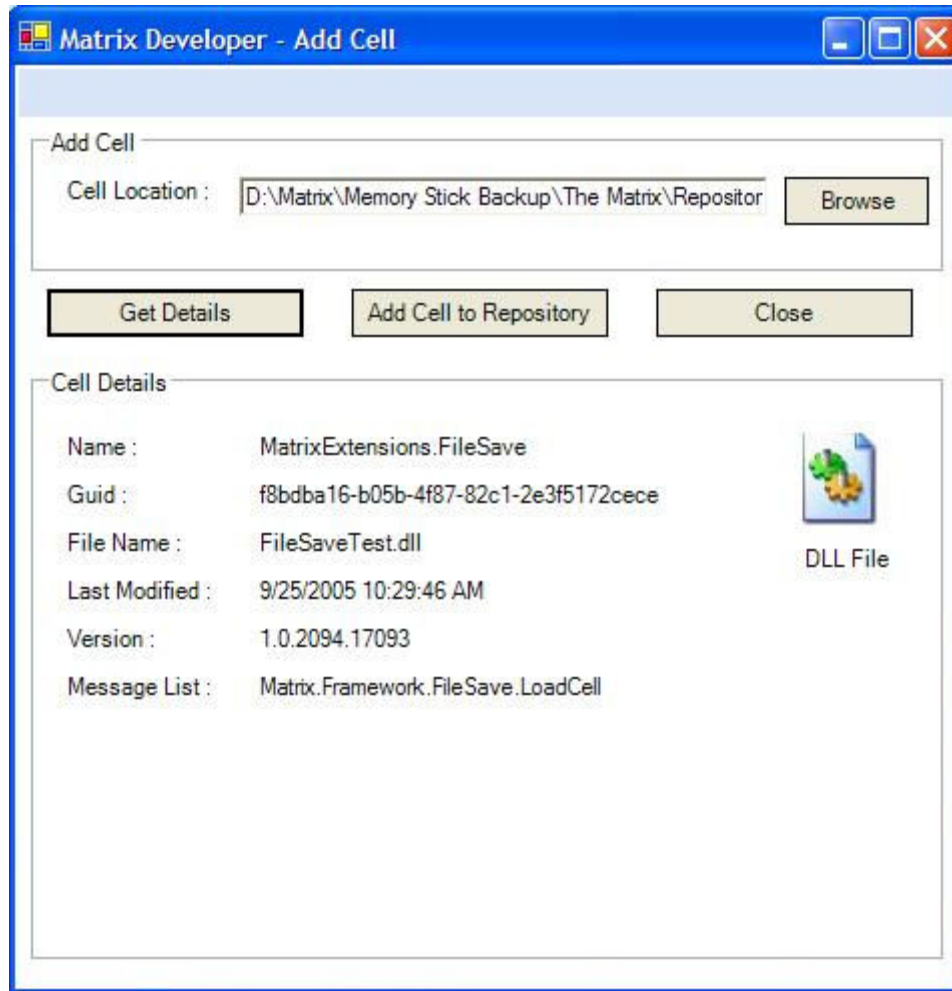 Matrix Developer - Add Cell
Add Cell
Cell Location : D:\Matrix\Memory Stick Backup\The Matrix\Repositor Browse
Get Details Add Cell to Repository Close
Cell Details
Name : MatrixExtensions.FileSave
Guid : f8bdba16-b05b-4f87-82c1-2e3f5172cece
File Name : FileSaveTest.dll
DLL File
Last Modified : 9/25/2005 10:29:46 AM
Version : 1.0.2094.17093
Message List : Matrix.Framework.FileSave.LoadCell